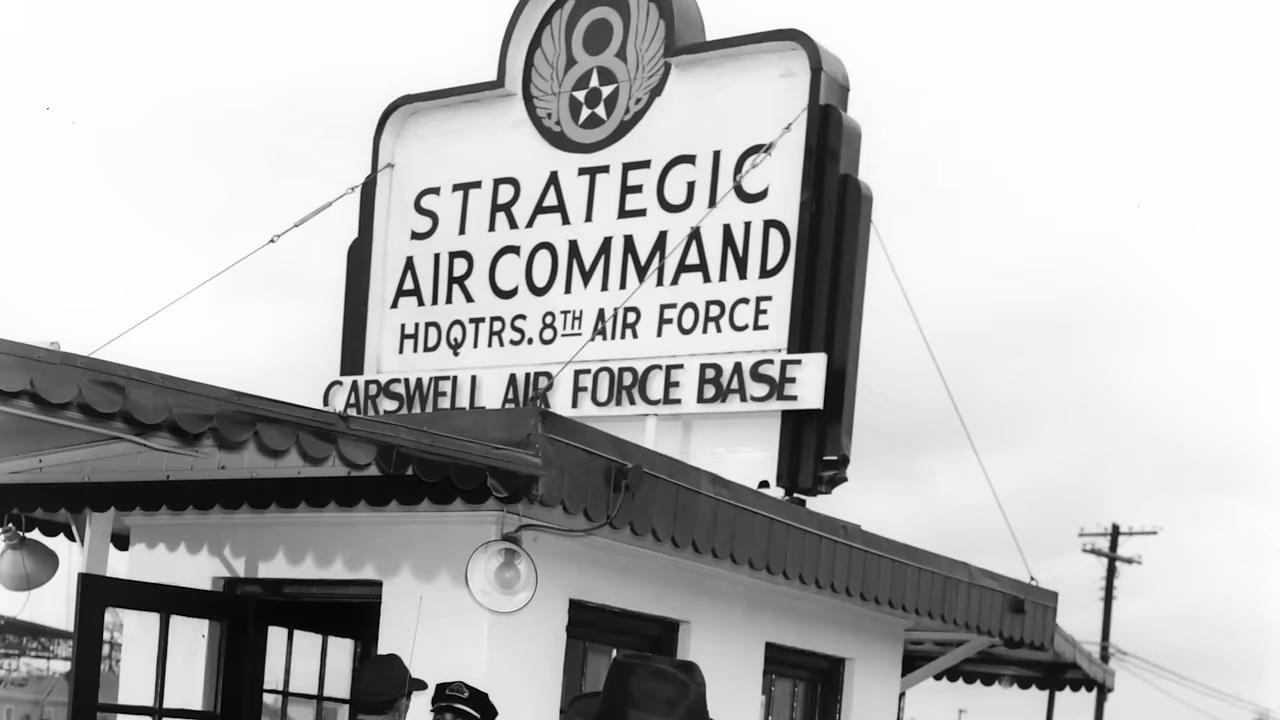 8
STRATEGIC
AIR COMMAND
HDQTRS. 8TH AIR FORCE
CARSWELL AIR FORCE BASE